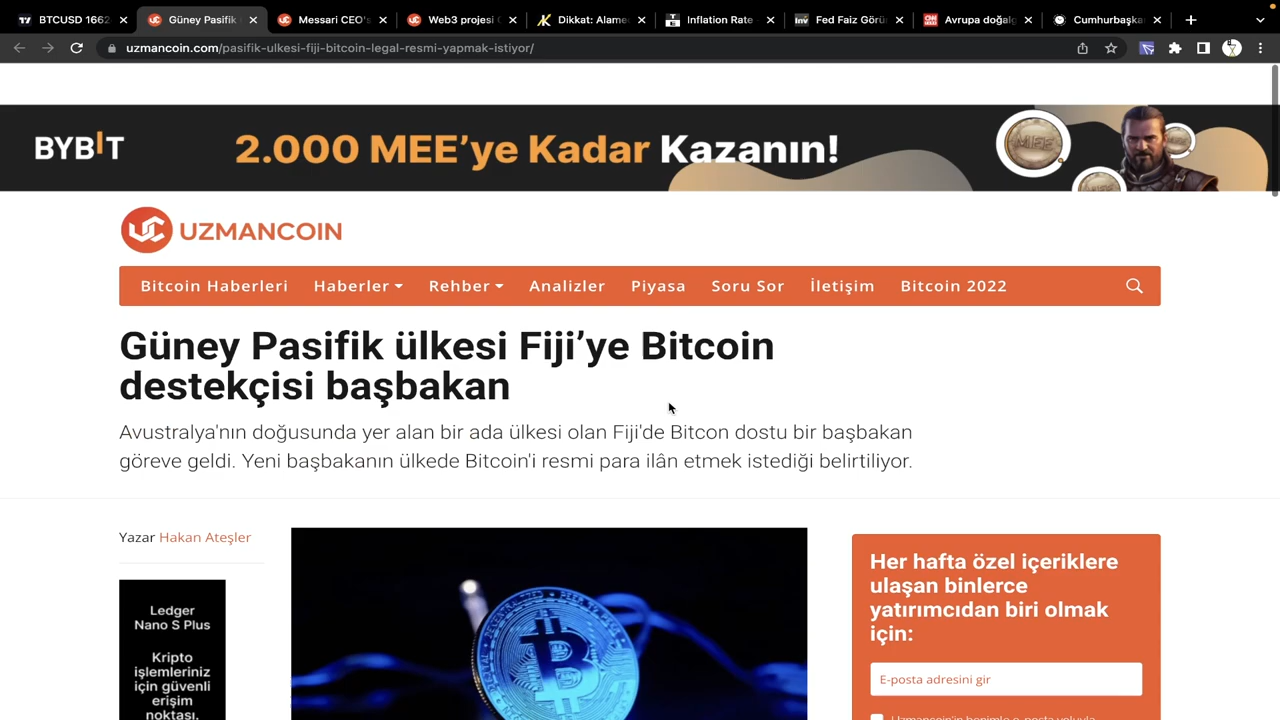 BTCUSD 1662
Güney Pasifik
Messari CEO's
Web3 projesi
Dikkat: Alame
Inflation Rate
Fed Faiz Görü
Avrupa doğalg
Cumhurbaşka
uzmancoin.com/pasifik-ulkesi-fiji-bitcoin-legal-resmi-yapmak-istiyor/
BYBIT
2.000 MEE’ye Kadar Kazanın!
UZMANCOIN
Bitcoin Haberleri Haberler Rehber Analizler Piyasa Soru Sor İletişim Bitcoin 2022
Güney Pasifik ülkesi Fiji’ye Bitcoin
destekçisi başbakan
Avustralya'nın doğusunda yer alan bir ada ülkesi olan Fiji'de Bitcon dostu bir başbakan
göreve geldi. Yeni başbakanın ülkede Bitcoin'i resmi para ilân etmek istediği belirtiliyor.
Yazar Hakan Ateşler
Ledger
Nano S Plus
Kripto
işlemleriniz
için güvenli
erişim
noktası.
Her hafta özel içeriklere
ulaşan binlerce
yatırımcıdan biri olmak
için:
E-posta adresini gir
Uzmancoin'in benimle e-posta yoluyla